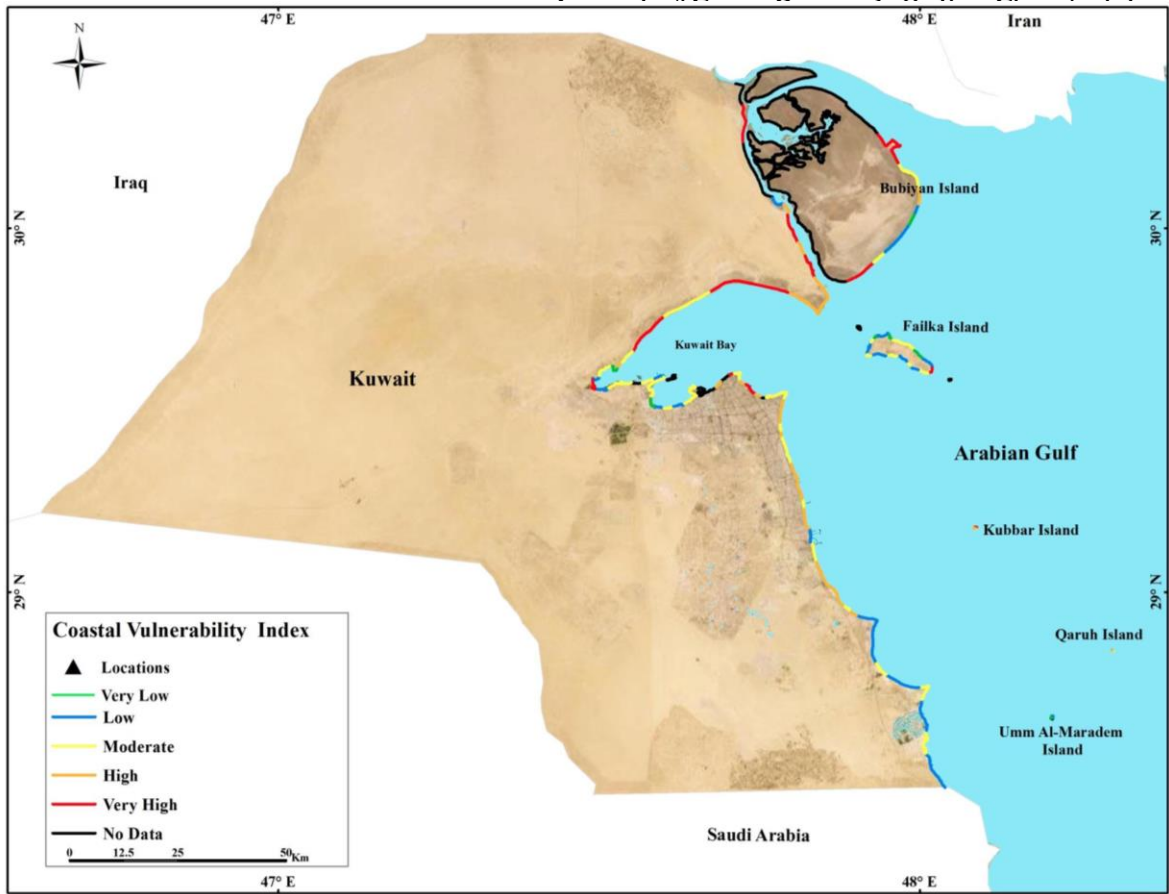 47° E
48° E
N
Iran
Iraq
Bubiyan Island
30° N
30° N
Failka Island
Kuwait Bay
Kuwait
Arabian Gulf
Kubbar Island
29° N
29° N
Qaruh Island
Umm Al-Maradem
Island
Saudi Arabia
Coastal Vulnerability Index
Locations
Very Low
Low
Moderate
High
Very High
No Data
0 12.5 25 50 Km
47° E
48° E